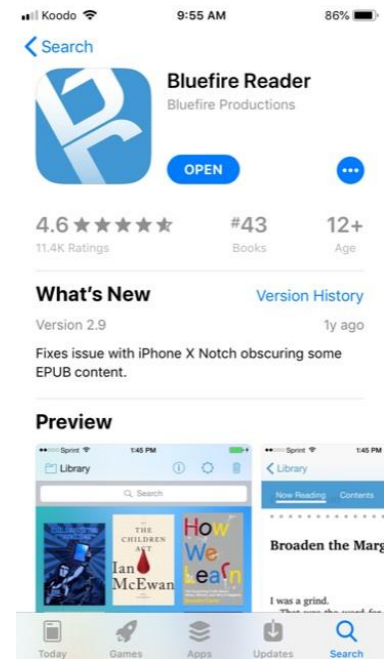 Koodo 9:55 AM 86%
Search
Bluefire Reader
Bluefire Productions
OPEN
4.6 #43 12+
11.4K Ratings Books Age
What's New Version History
Version 2.9 1y ago
Fixes issue with iPhone X Notch obscuring some
EPUB content.
Preview
Sprint 1:45 PM
Library
Search
THE
CHILDREN
ACT
Ian
McEwan
How
We
Learn
Sprint 1:45 PM
Library
Now Reading Contents
Broaden the Marg
I was a grind.
Today Games Apps Updates Search